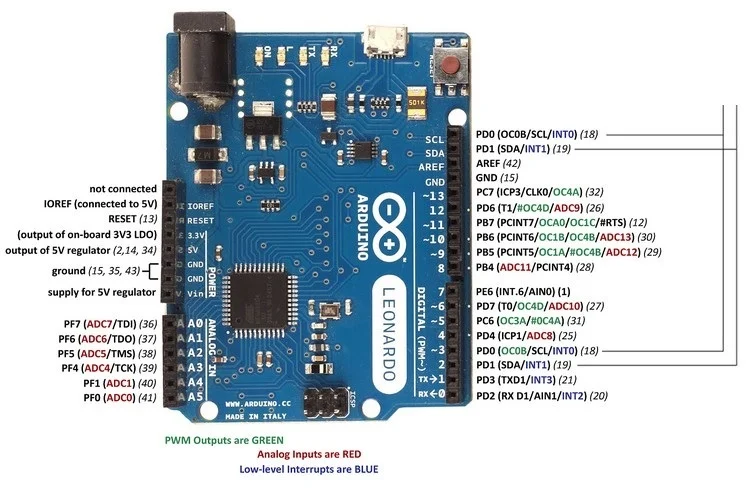 ON
L
TX
RX
RESET
501K
M7
SCL
SDA
AREF
GND
~13
12
~11
~10
~9
8
7
~6
~5
4
~3
2
TX→1
RX←0
DIGITAL (PWM~)
ARDUINO
LEONARDO
IOREF
RESET
3.3V
5V
GND
GND
Vin
POWER
A0
A1
A2
A3
A4
A5
ANALOG IN
ICSP
WWW.ARDUINO.CC
MADE IN ITALY
not connected
IOREF (connected to 5V)
RESET (13)
(output of on-board 3V3 LDO)
output of 5V regulator (2,14, 34)
ground (15, 35, 43)
supply for 5V regulator
PF7 (ADC7/TDI) (36)
PF6 (ADC6/TDO) (37)
PF5 (ADC5/TMS) (38)
PF4 (ADC4/TCK) (39)
PF1 (ADC1) (40)
PF0 (ADC0) (41)
PD0 (OC0B/SCL/INT0) (18)
PD1 (SDA/INT1) (19)
AREF (42)
GND (15)
PC7 (ICP3/CLK0/OC4A) (32)
PD6 (T1/#OC4D/ADC9) (26)
PB7 (PCINT7/OCA0/OC1C/#RTS) (12)
PB6 (PCINT6/OC1B/OC4B/ADC13) (30)
PB5 (PCINT5/OC1A/#OC4B/ADC12) (29)
PB4 (ADC11/PCINT4) (28)
PE6 (INT.6/AIN0) (1)
PD7 (T0/OC4D/ADC10) (27)
PC6 (OC3A/#0C4A) (31)
PD4 (ICP1/ADC8) (25)
PD0 (OC0B/SCL/INT0) (18)
PD1 (SDA/INT1) (19)
PD3 (TXD1/INT3) (21)
PD2 (RX D1/AIN1/INT2) (20)
PWM Outputs are GREEN
Analog Inputs are RED
Low-level Interrupts are BLUE